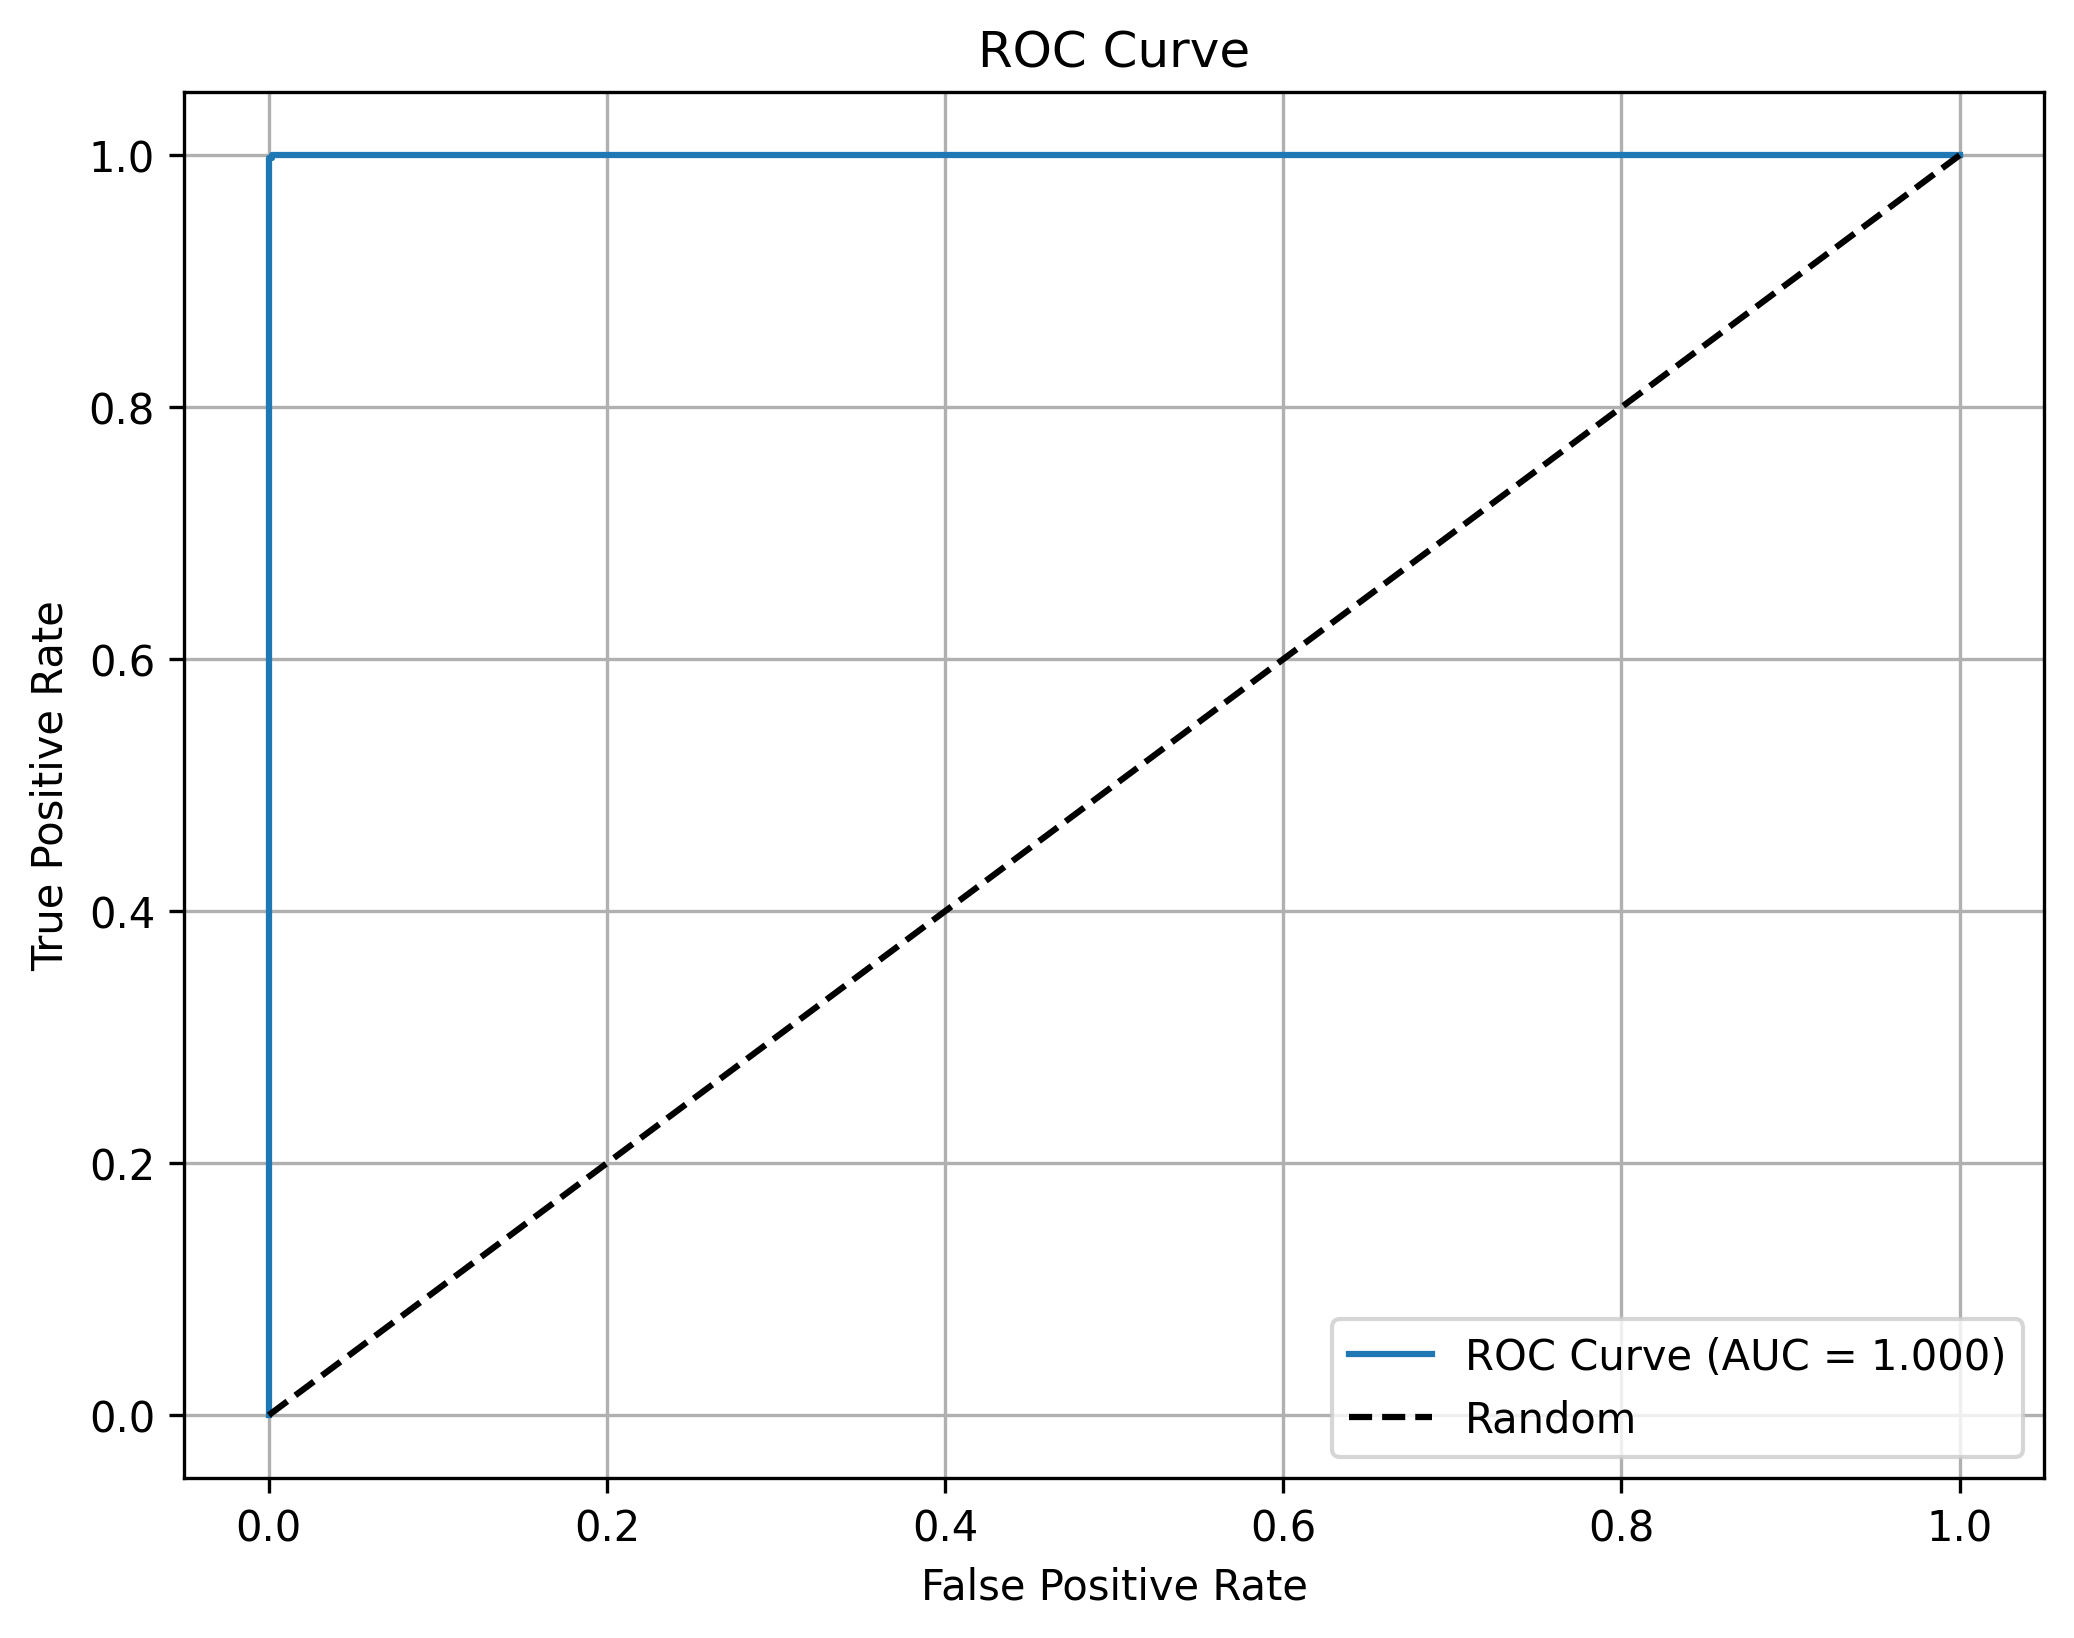 ROC Curve
1.0
0.8
0.6
0.4
0.2
0.0
True Positive Rate
ROC Curve (AUC = 1.000)
Random
0.0 0.2 0.4 0.6 0.8 1.0
False Positive Rate